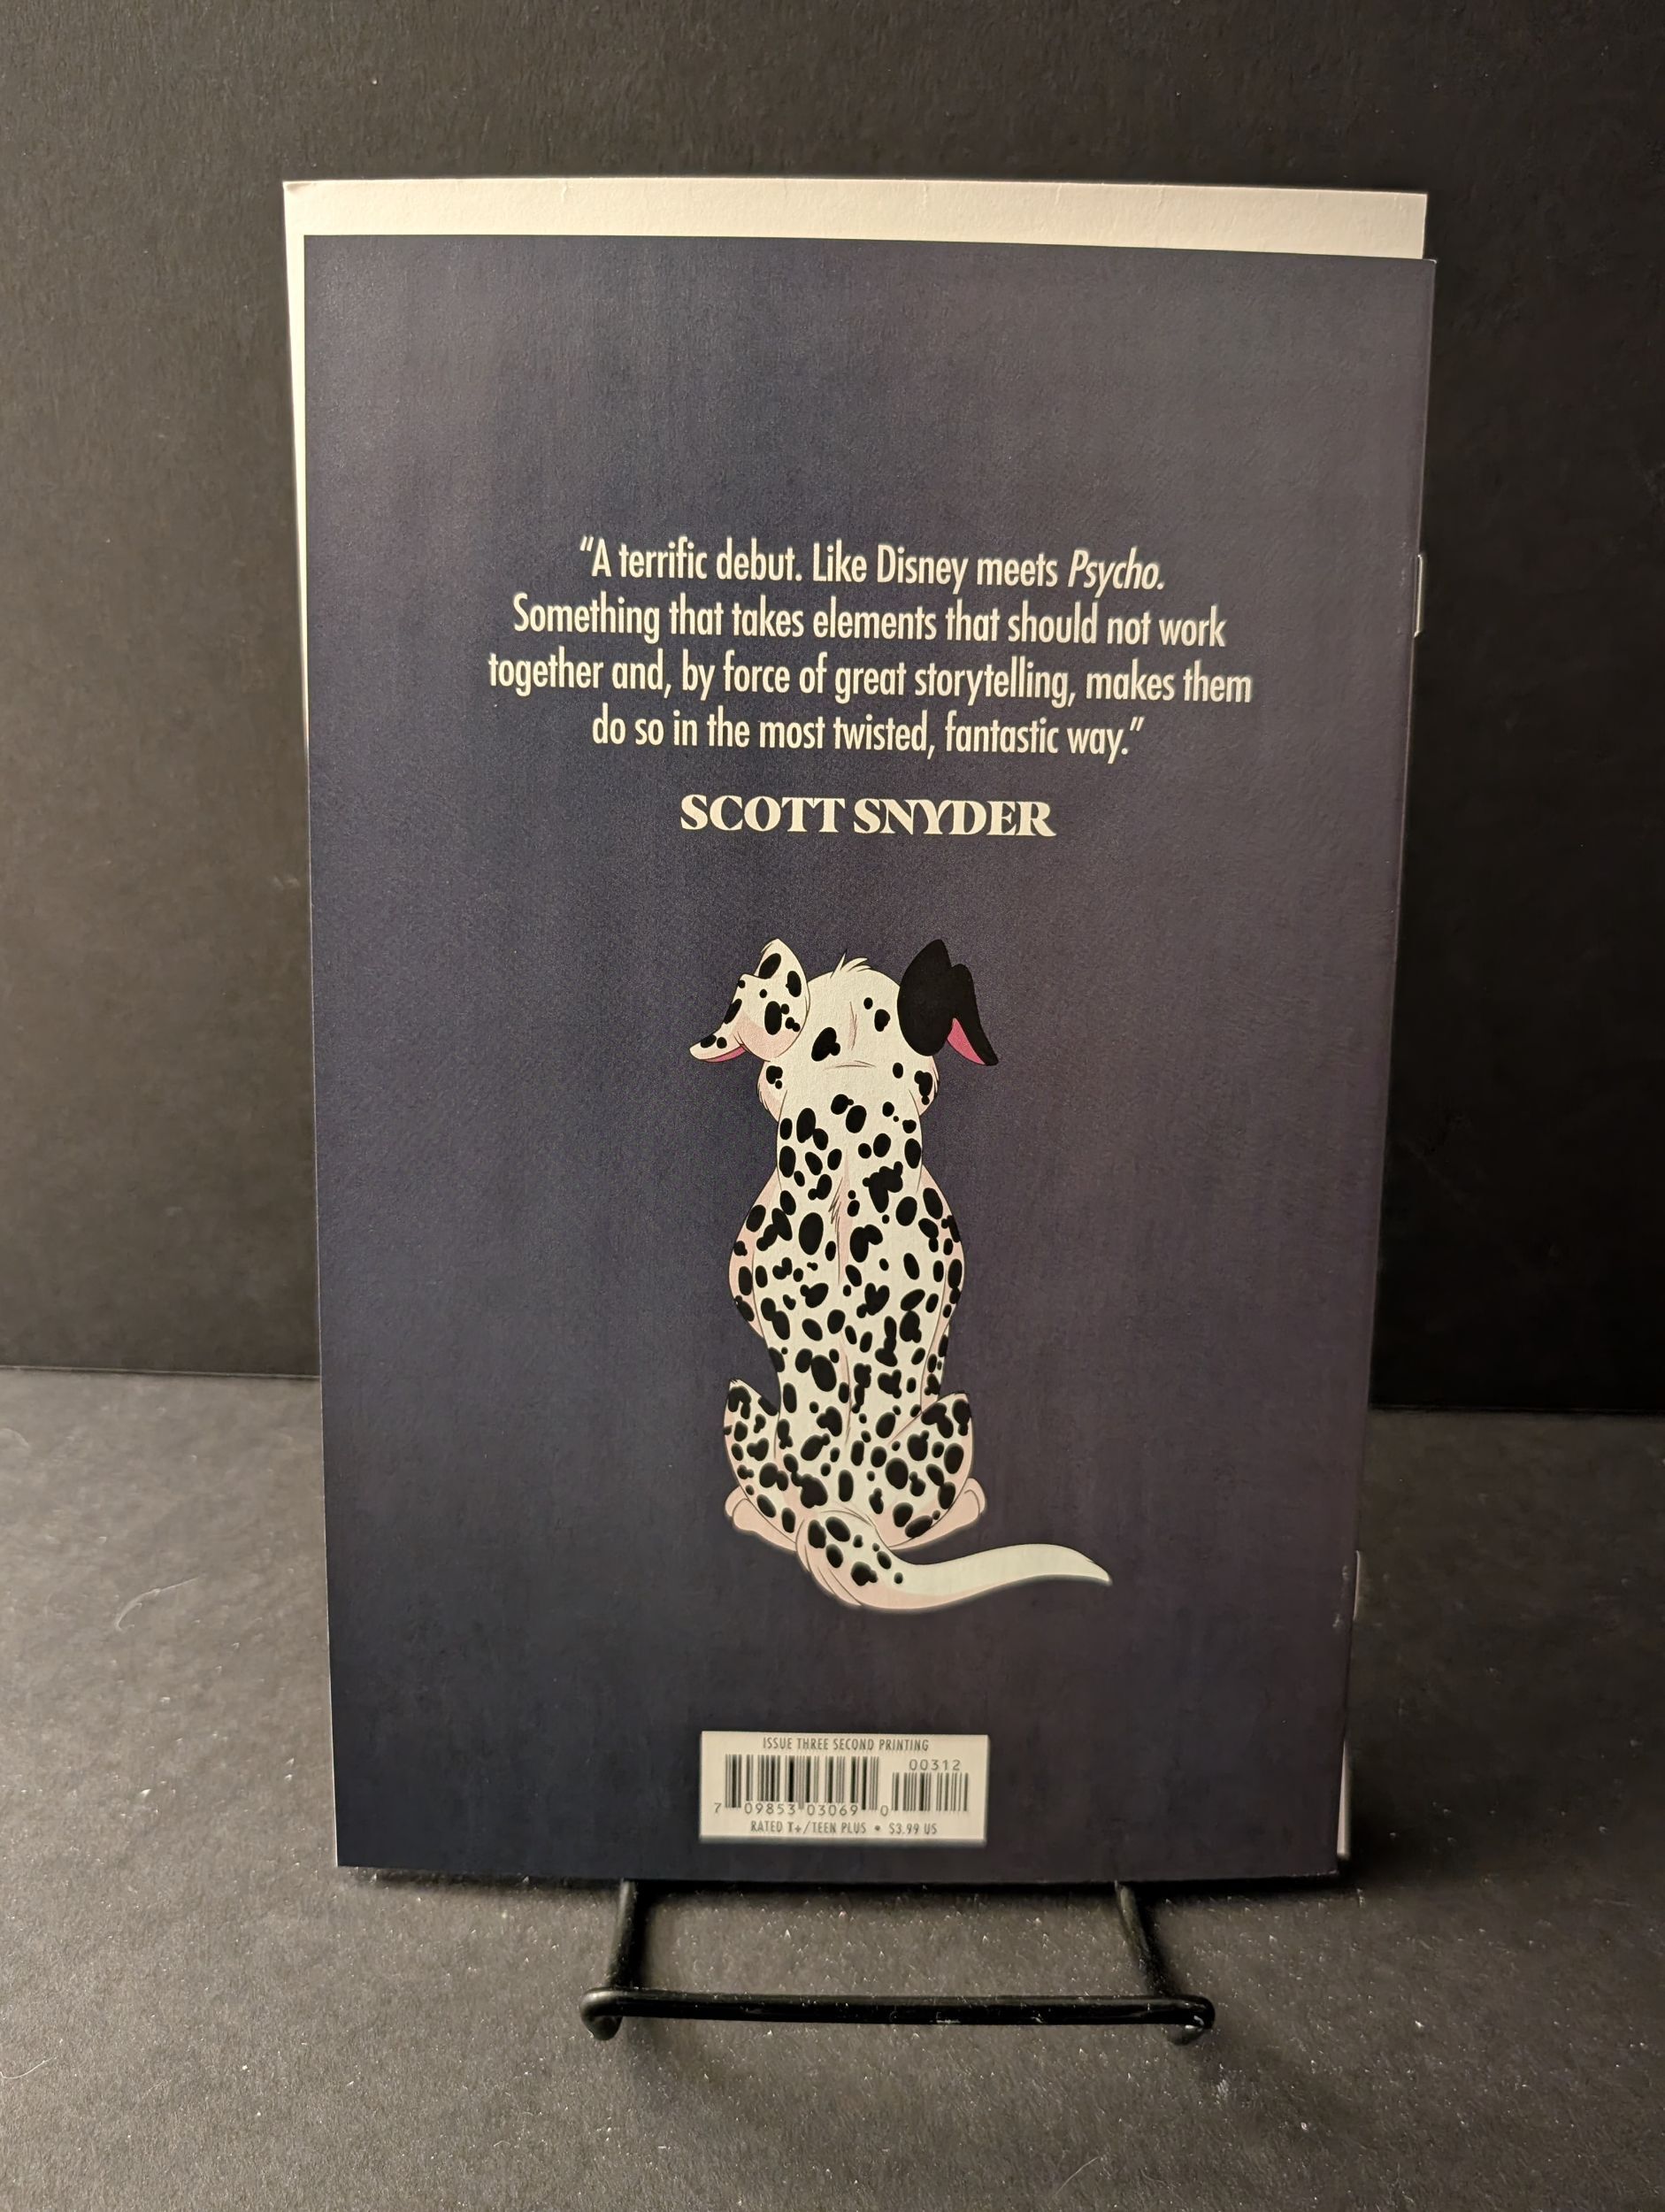 “A terrific debut. Like Disney meets Psycho.
Something that takes elements that should not work
together and, by force of great storytelling, makes them
do so in the most twisted, fantastic way.”
SCOTT SNYDER
ISSUE THREE SECOND PRINTING
00312
7 09853 03069 0
RATED T+/TEEN PLUS • $3.99 US